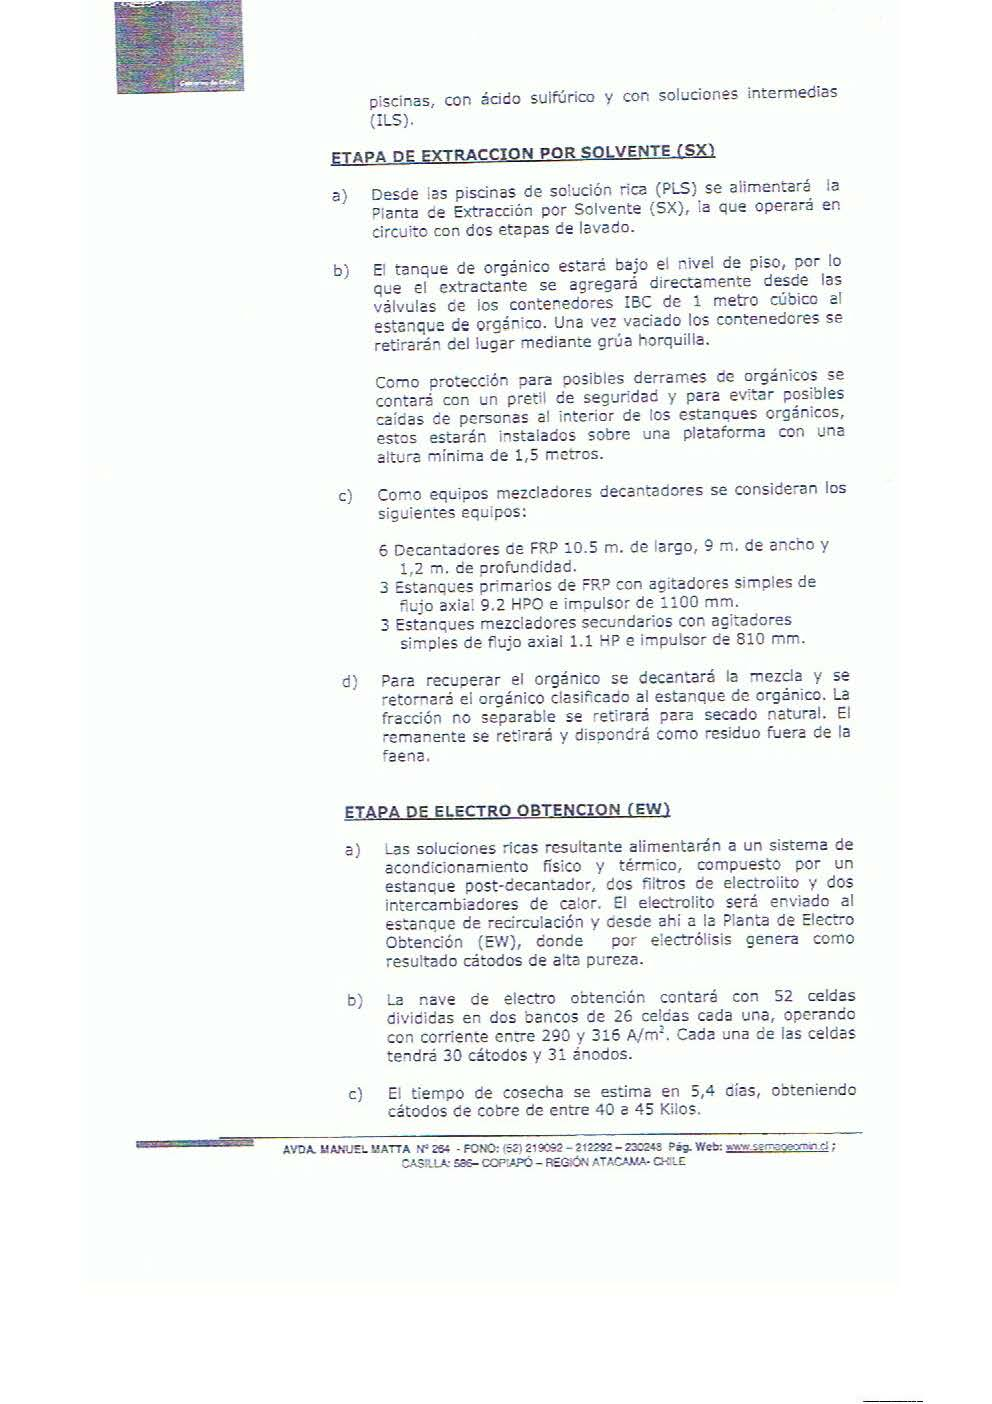 Gobierno de Chile
piscinas, con ácido sulfúrico y con soluciones intermedias
(ILS).
ETAPA DE EXTRACCION POR SOLVENTE (SX)
a) Desde las piscinas de solución rica (PLS) se alimentará la
Planta de Extracción por Solvente (SX), la que operará en
circuito con dos etapas de lavado.
b) El tanque de orgánico estará bajo el nivel de piso, por lo
que el extractante se agregará directamente desde las
válvulas de los contenedores IBC de 1 metro cúbico al
estanque de orgánico. Una vez vaciado los contenedores se
retirarán del lugar mediante grúa horquilla.
Como protección para posibles derrames de orgánicos se
contará con un pretil de seguridad y para evitar posibles
caídas de personas al interior de los estanques orgánicos,
estos estarán instalados sobre una plataforma con una
altura mínima de 1,5 metros.
c) Como equipos mezcladores decantadores se consideran los
siguientes equipos:
6 Decantadores de FRP 10.5 m. de largo, 9 m. de ancho y
1,2 m. de profundidad.
3 Estanques primarios de FRP con agitadores simples de
flujo axial 9.2 HPO e impulsor de 1100 mm.
3 Estanques mezcladores secundarios con agitadores
simples de flujo axial 1.1 HP e impulsor de 810 mm.
d) Para recuperar el orgánico se decantará la mezcla y se
retornará el orgánico clasificado al estanque de orgánico. La
fracción no separable se retirará para secado natural. El
remanente se retirará y dispondrá como residuo fuera de la
faena.
ETAPA DE ELECTRO OBTENCION (EW)
a) Las soluciones ricas resultante alimentarán a un sistema de
acondicionamiento físico y térmico, compuesto por un
estanque post-decantador, dos filtros de electrolito y dos
intercambiadores de calor. El electrolito será enviado al
estanque de recirculación y desde ahí a la Planta de Electro
Obtención (EW), donde por electrólisis genera como
resultado cátodos de alta pureza.
b) La nave de electro obtención contará con 52 celdas
divididas en dos bancos de 26 celdas cada una, operando
con corriente entre 290 y 316 A/m². Cada una de las celdas
tendrá 30 cátodos y 31 ánodos.
c) El tiempo de cosecha se estima en 5,4 días, obteniendo
cátodos de cobre de entre 40 a 45 Kilos.
AVDA. MANUEL MATTA Nº 264 - FONO: (52) 219092 – 212292 – 230248 Pág. Web: www.sernageomin.cl ;
CASILLA: 586– COPIAPÓ – REGIÓN ATACAMA- CHILE